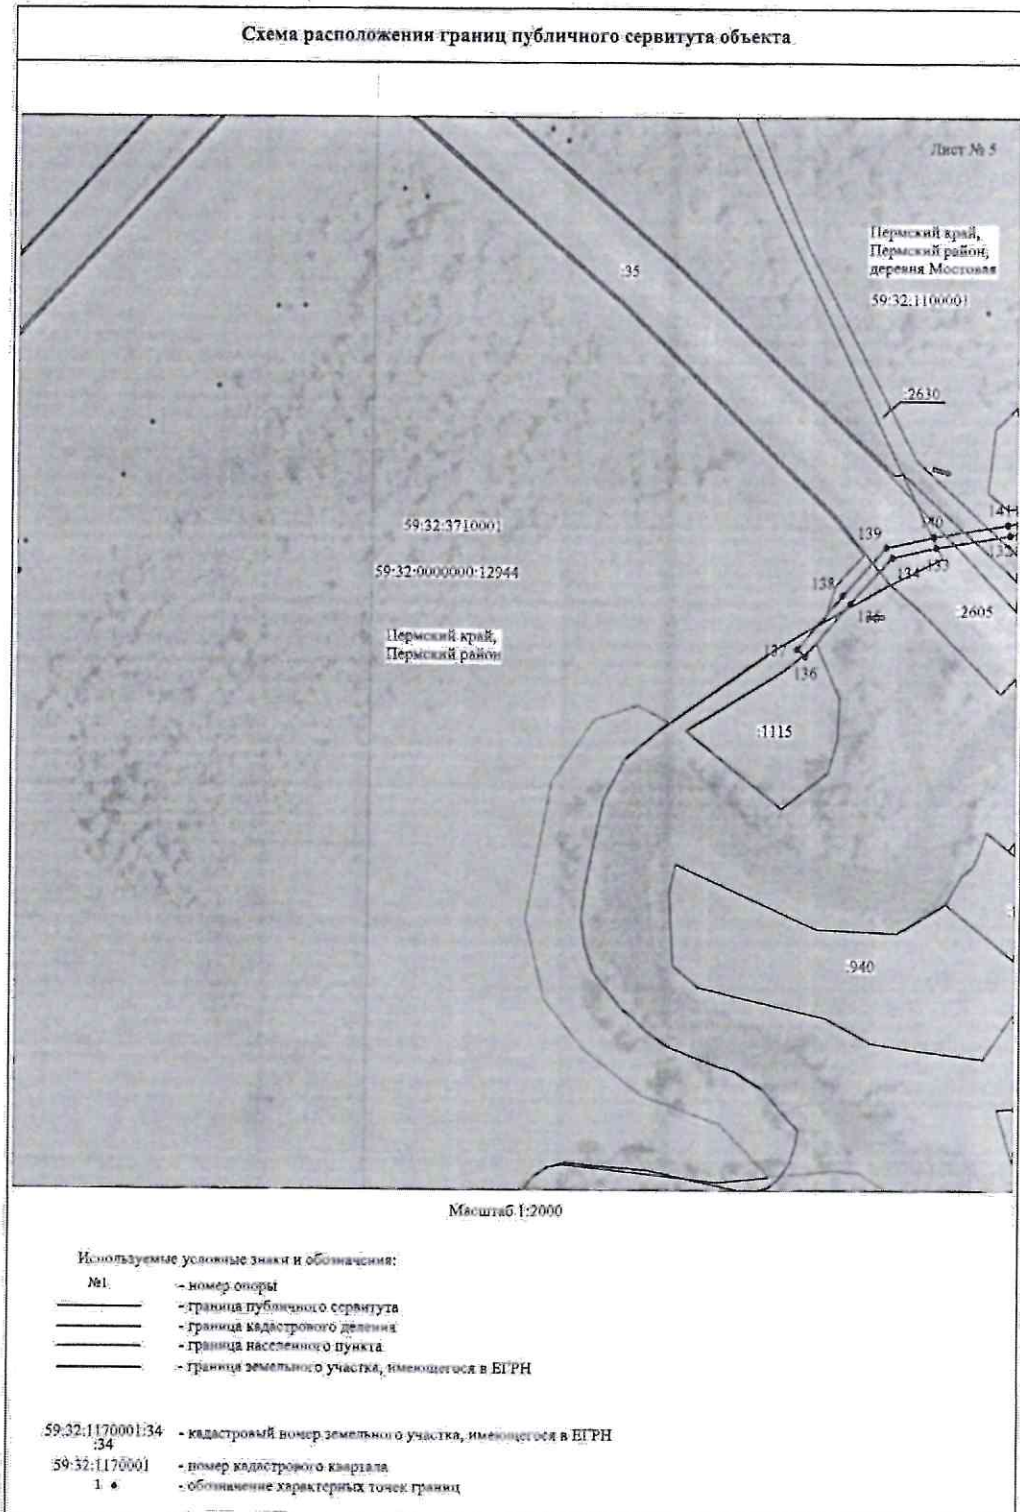 Схема расположения границ публичного сервитута объекта
Лист № 5
Пермский край,
Пермский район,
деревня Мостовая
59:32:1100001
:35
:2630
59:32:3710001
59:32:0000000:12944
Пермский край,
Пермский район
139
140
141
132
133
134
138
137
136
:2605
:1115
:940
Масштаб 1:2000
Используемые условные знаки и обозначения:
№1 - номер опоры
- граница публичного сервитута
- граница кадастрового деления
- граница населенного пункта
- граница земельного участка, имеющегося в ЕГРН
59:32:1170001:34 - кадастровый номер земельного участка, имеющегося в ЕГРН
:34
59:32:1170001 - номер кадастрового квартала
1 - обозначение характерных точек границ